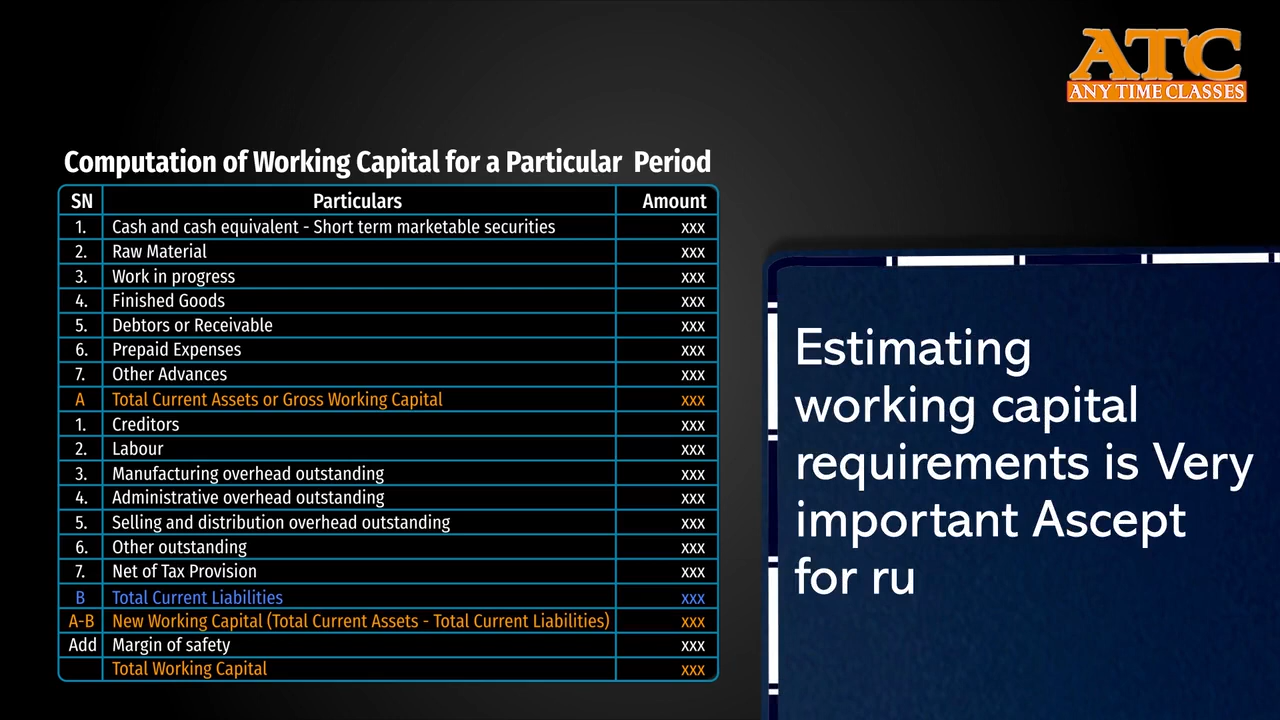 ATC
ANY TIME CLASSES
Computation of Working Capital for a Particular Period
SN Particulars Amount
1. Cash and cash equivalent - Short term marketable securities xxx
2. Raw Material xxx
3. Work in progress xxx
4. Finished Goods xxx
5. Debtors or Receivable xxx
6. Prepaid Expenses xxx
7. Other Advances xxx
A Total Current Assets or Gross Working Capital xxx
1. Creditors xxx
2. Labour xxx
3. Manufacturing overhead outstanding xxx
4. Administrative overhead outstanding xxx
5. Selling and distribution overhead outstanding xxx
6. Other outstanding xxx
7. Net of Tax Provision xxx
B Total Current Liabilities xxx
A-B New Working Capital (Total Current Assets - Total Current Liabilities) xxx
Add Margin of safety xxx
Total Working Capital xxx
Estimating
working capital
requirements is Very
important Ascept
for ru